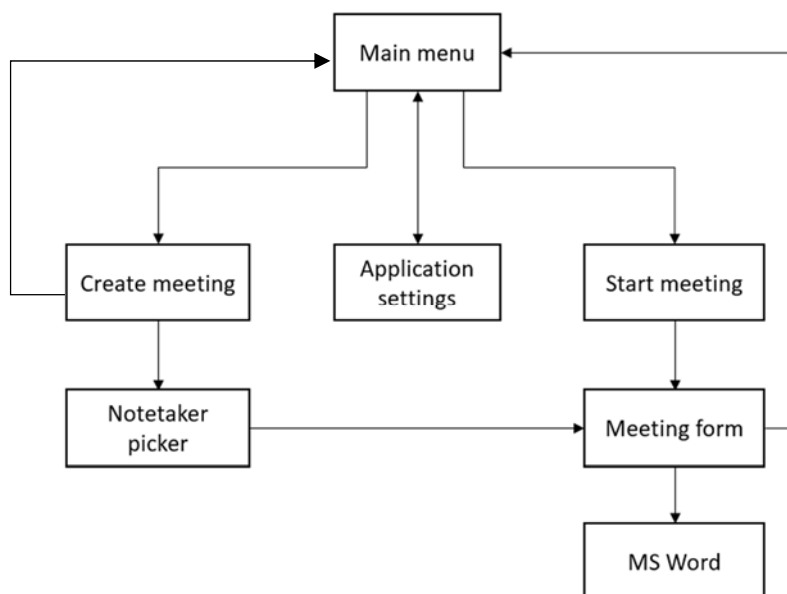 Main menu
Create meeting
Application
settings
Start meeting
Notetaker
picker
Meeting form
MS Word